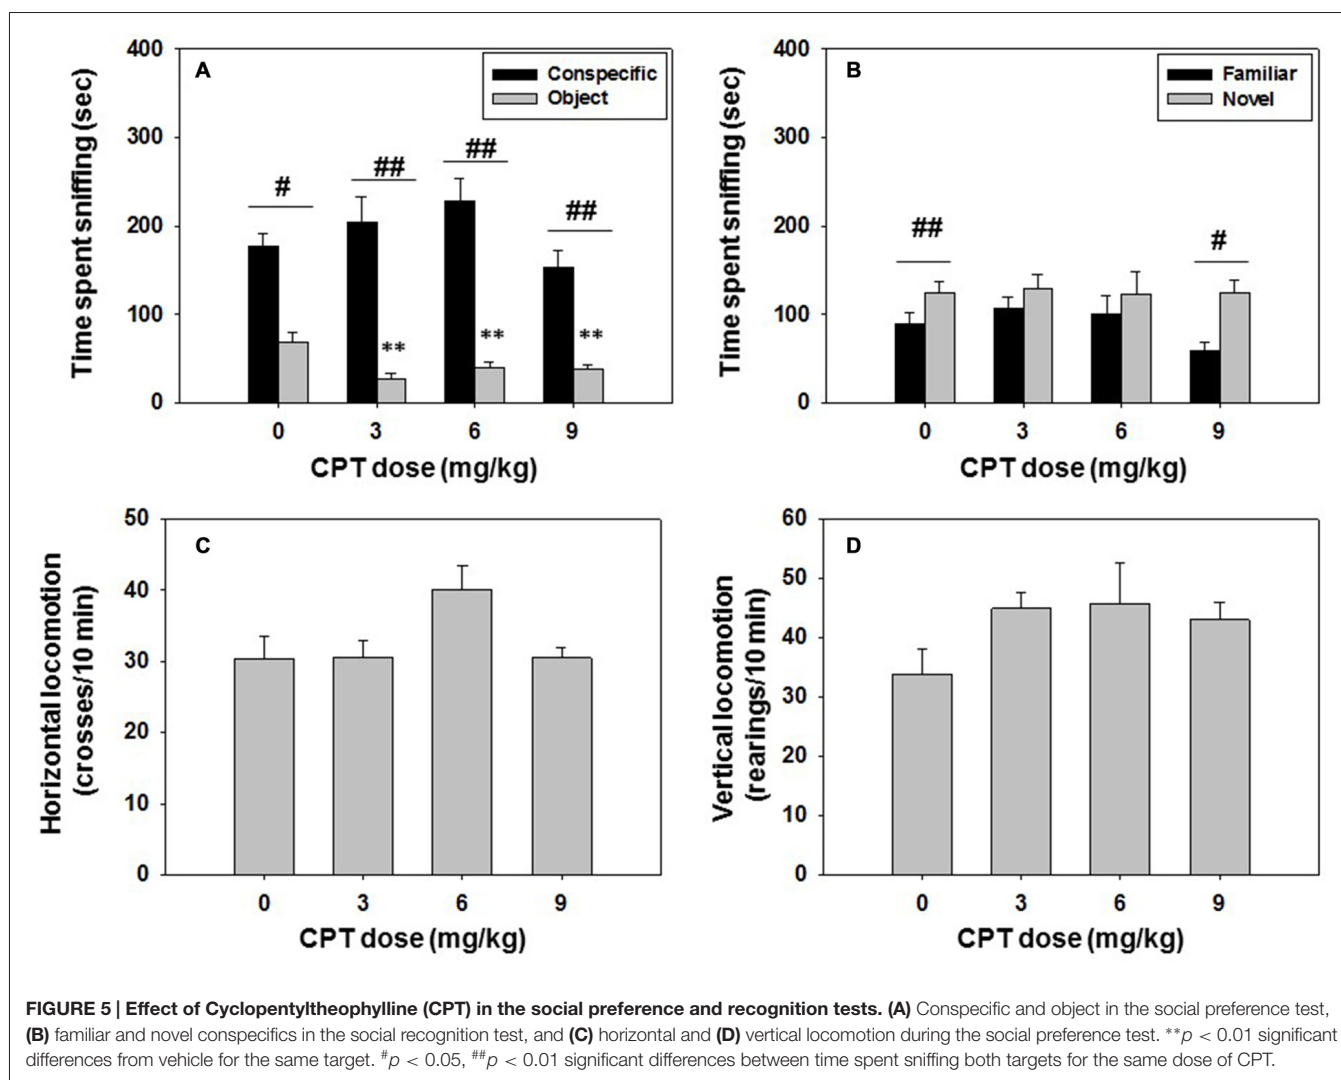 400
300
200
100
0
Time spent sniffing (sec)
A
Conspecific
Object
#
##
##
##
**
**
**
0 3 6 9
CPT dose (mg/kg)
400
300
200
100
0
Time spent sniffing (sec)
B
Familiar
Novel
##
#
0 3 6 9
CPT dose (mg/kg)
50
40
30
20
10
0
Horizontal locomotion
(crosses/10 min)
C
0 3 6 9
CPT dose (mg/kg)
60
50
40
30
20
10
0
Vertical locomotion
(rearings/10 min)
D
0 3 6 9
CPT dose (mg/kg)
FIGURE 5 | Effect of Cyclopentyltheophylline (CPT) in the social preference and recognition tests. (A) Conspecific and object in the social preference test,
(B) familiar and novel conspecifics in the social recognition test, and (C) horizontal and (D) vertical locomotion during the social preference test. **p < 0.01 significant
differences from vehicle for the same target. #p < 0.05, ##p < 0.01 significant differences between time spent sniffing both targets for the same dose of CPT.